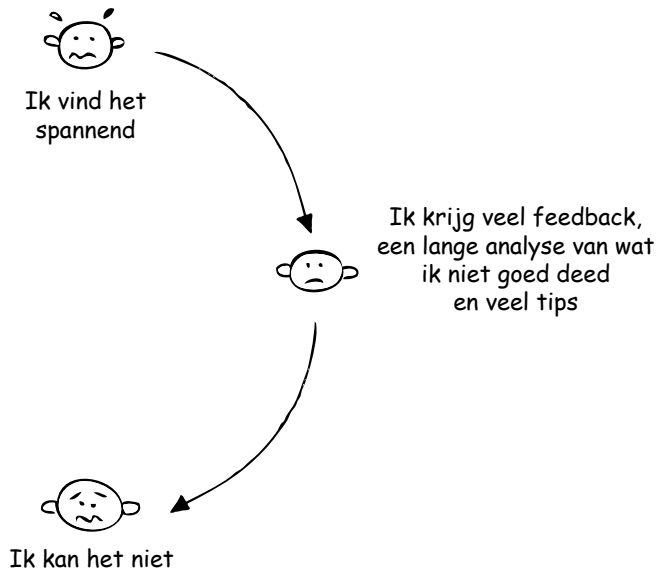 Ik vind het
spannend
Ik krijg veel feedback,
een lange analyse van wat
ik niet goed deed
en veel tips
Ik kan het niet